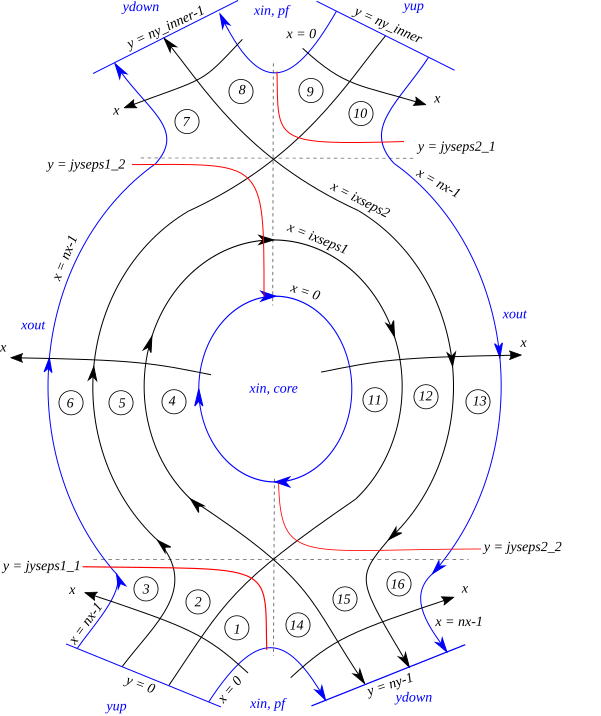 ydown
xin, pf
yup
y = ny_inner-1
x = 0
y = ny_inner
x
x
8
9
7
10
y = jyseps2_1
y = jyseps1_2
x = nx-1
x = ixseps2
x = ixseps1
x = nx-1
x = 0
xout
xout
x
x
xin, core
6
5
4
11
12
13
y = jyseps2_2
y = jyseps1_1
x
3
2
1
14
15
16
x
x = nx-1
x = nx-1
y = 0
x = 0
y = ny-1
yup
xin, pf
ydown